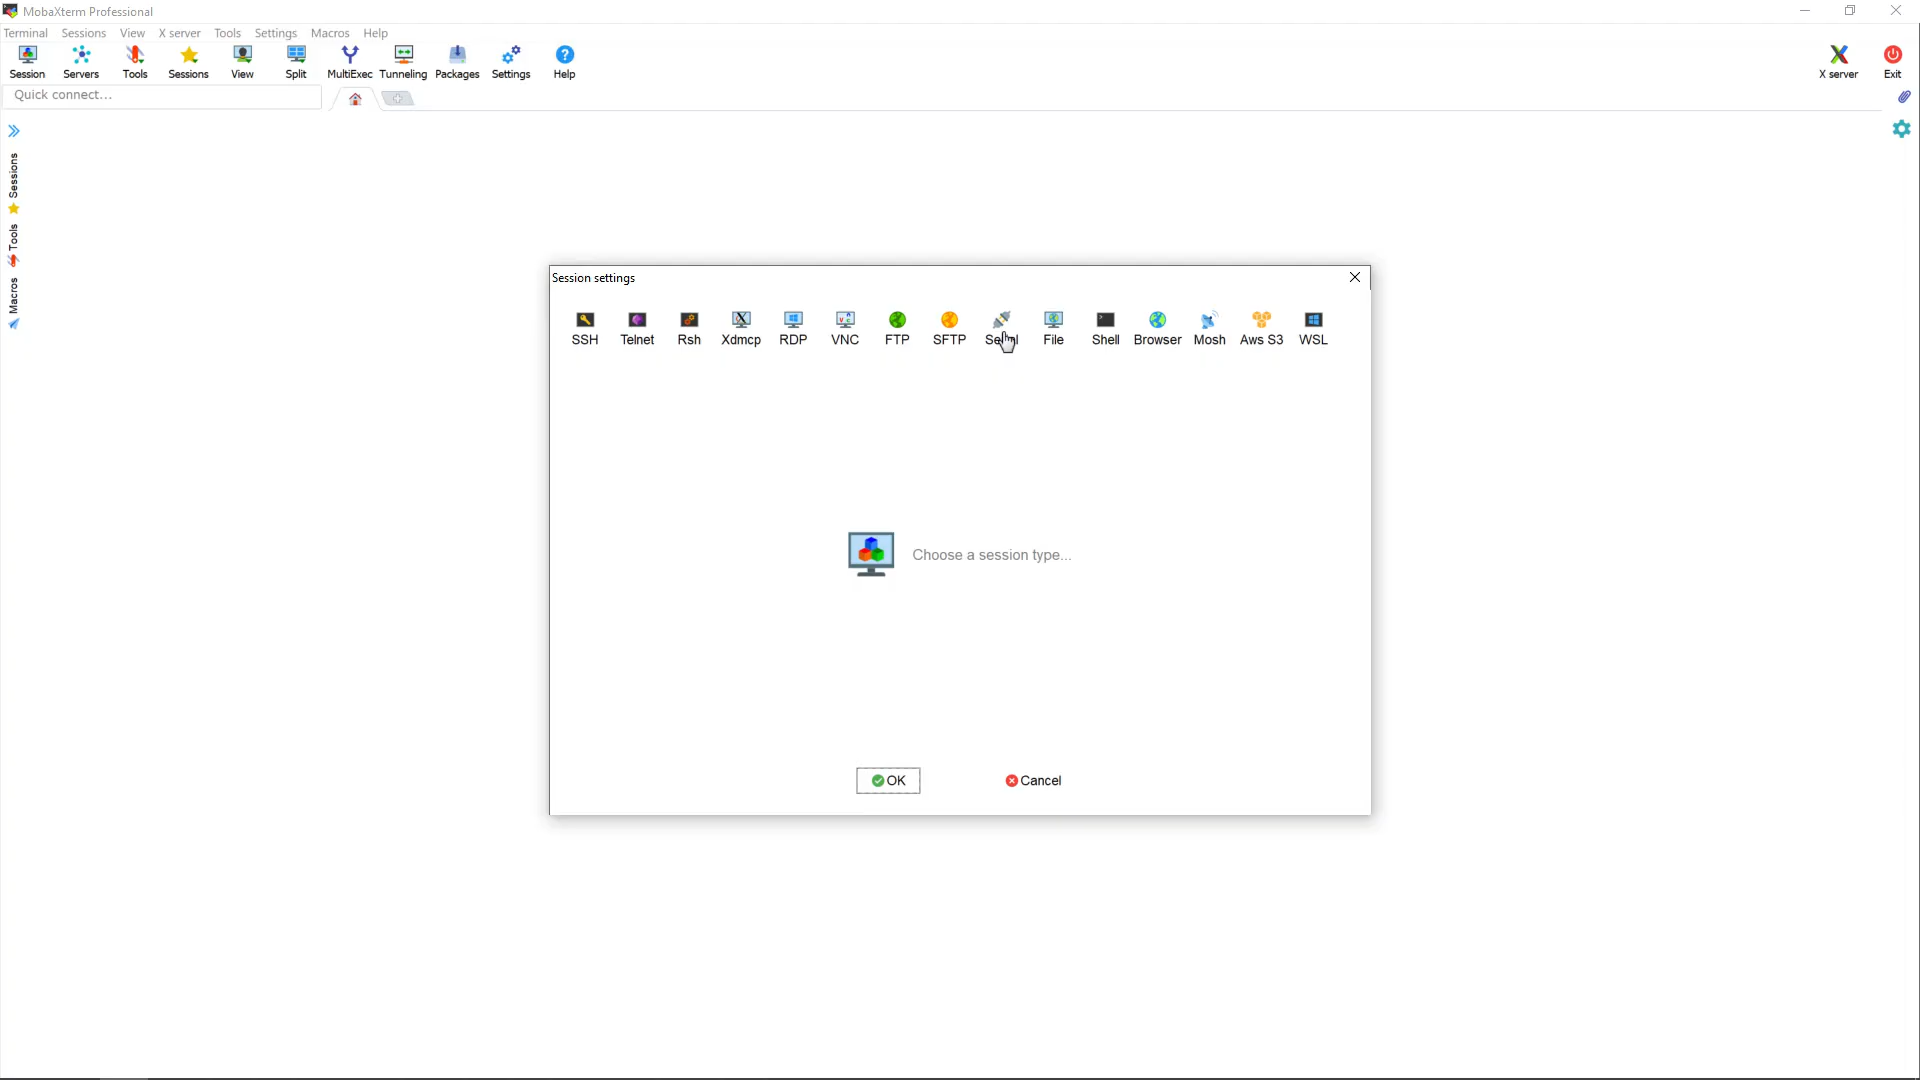 MobaXterm Professional
Terminal Sessions View X server Tools Settings Macros Help
Session Servers Tools Sessions View Split MultiExec Tunneling Packages Settings Help X server Exit
Quick connect...
Sessions
Tools
Macros
Session settings
SSH Telnet Rsh Xdmcp RDP VNC FTP SFTP Serial File Shell Browser Mosh Aws S3 WSL
Choose a session type...
OK Cancel